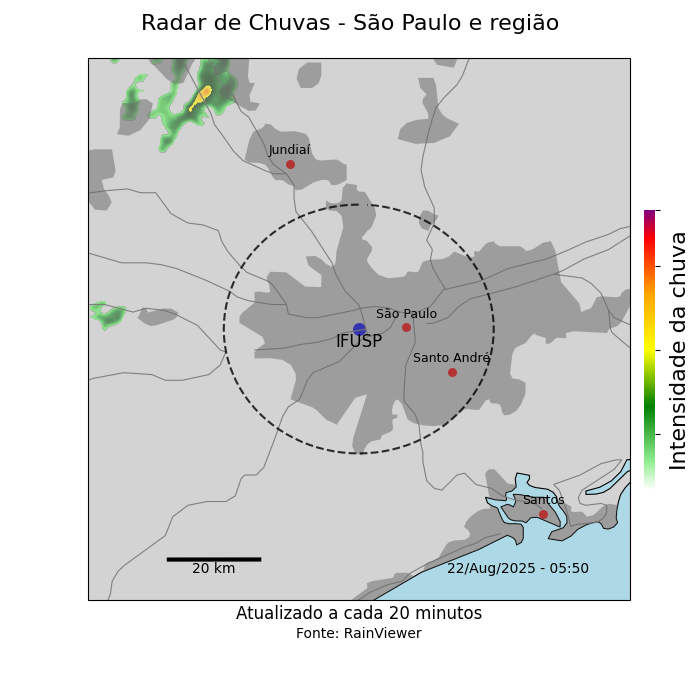 Radar de Chuvas - São Paulo e região
Jundiaí
São Paulo
IFUSP
Santo André
Intensidade da chuva
Santos
20 km
22/Aug/2025 - 05:50
Atualizado a cada 20 minutos
Fonte: RainViewer